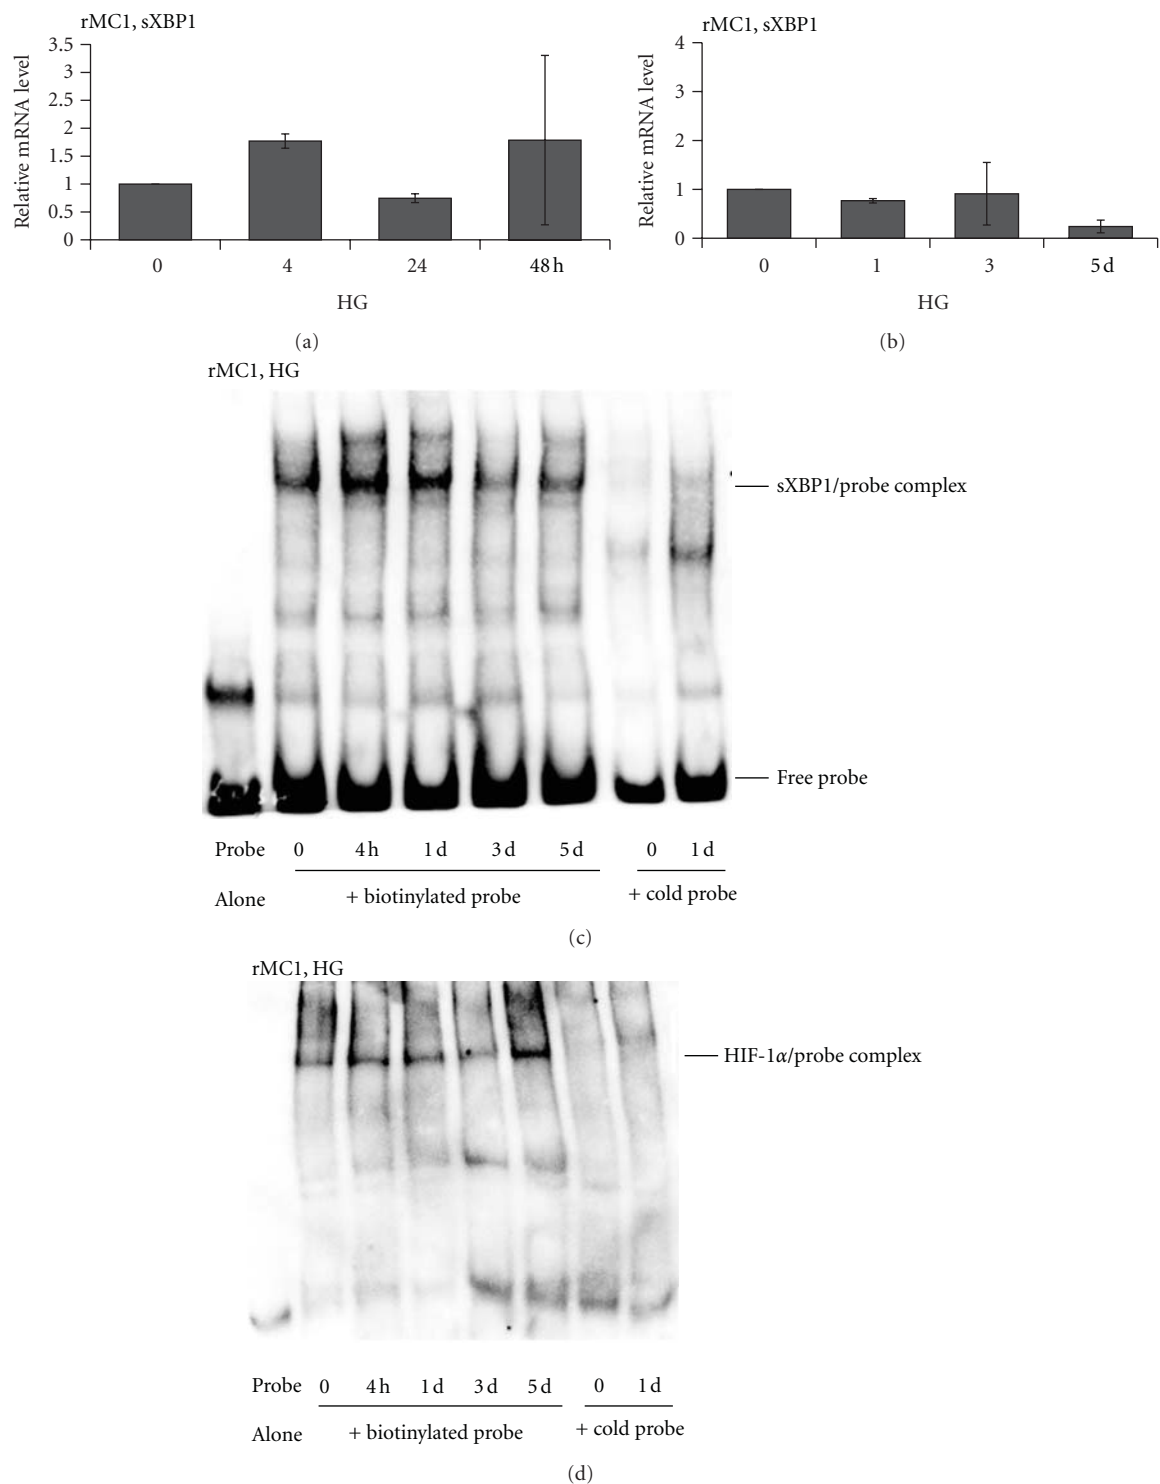 rMC1, sXBP1
Relative mRNA level
3.5
3
2.5
2
1.5
1
0.5
0
0 4 24 48 h
HG
(a)
rMC1, sXBP1
Relative mRNA level
4
3
2
1
0
0 1 3 5 d
HG
(b)
rMC1, HG
sXBP1/probe complex
Free probe
Probe 0 4 h 1 d 3 d 5 d 0 1 d
Alone + biotinylated probe + cold probe
(c)
rMC1, HG
HIF-1α/probe complex
Probe 0 4 h 1 d 3 d 5 d 0 1 d
Alone + biotinylated probe + cold probe
(d)